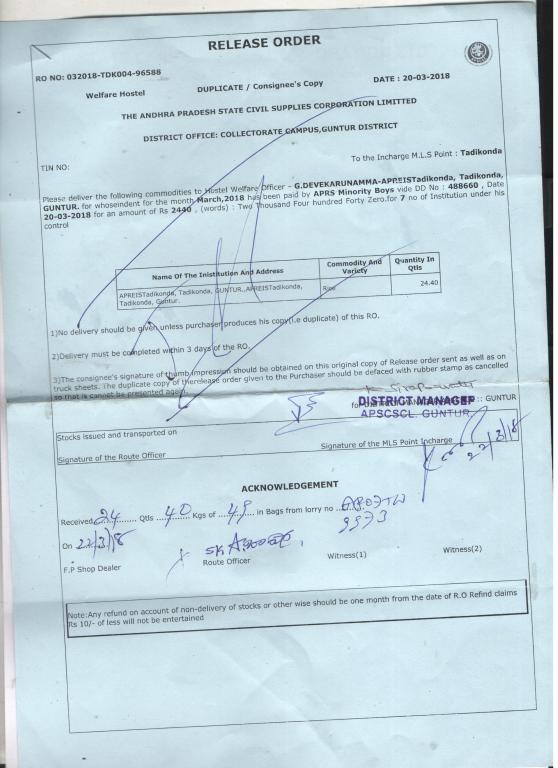 RELEASE ORDER
RO NO: 032018-TDK004-96588
Welfare Hostel
DUPLICATE / Consignee's Copy
DATE : 20-03-2018
THE ANDHRA PRADESH STATE CIVIL SUPPLIES CORPORATION LIMITTED
DISTRICT OFFICE: COLLECTORATE CAMPUS,GUNTUR DISTRICT
TIN NO:
To the Incharge M.L.S Point : Tadikonda
Please deliver the following commodities to Hostel Welfare Officer - G.DEVEKARUNAMMA-APREISTadikonda, Tadikonda,
GUNTUR. for whoseindent for the month March,2018 has been paid by APRS Minority Boys vide DD No : 488660 , Date
20-03-2018 for an amount of Rs 2440 , (words) : Two Thousand Four hundred Forty Zero.for 7 no of Institution under his
control
Name Of The Inistitution And Address
Commodity And Variety
Quantity In Qtls
APREISTadikonda, Tadikonda, GUNTUR.,APREISTadikonda,
Tadikonda, Guntur.
Rice
24.40
1)No delivery should be given unless purchaser produces his copy(i.e duplicate) of this RO.
2)Delivery must be completed within 3 days of the RO.
3)The consignee's signature of thumb impression should be obtained on this original copy of Release order sent as well as on
truck sheets. The duplicate copy of therelease order given to the Purchaser should be defaced with rubber stamp as cancelled
so that is cannot be presented again.
for :: GUNTUR
DISTRICT MANAGER
APSCSCL. GUNTUR
Stocks issued and transported on
Signature of the Route Officer
Signature of the MLS Point Incharge
22/3/18
ACKNOWLEDGEMENT
Received 24 Qtls 40 Kgs of 49 in Bags from lorry no
9973
On 22/3/18
F.P Shop Dealer
Route Officer
Witness(1)
Witness(2)
Note:Any refund on account of non-delivery of stocks or other wise should be one month from the date of R.O Refind claims
Rs 10/- of less will not be entertained